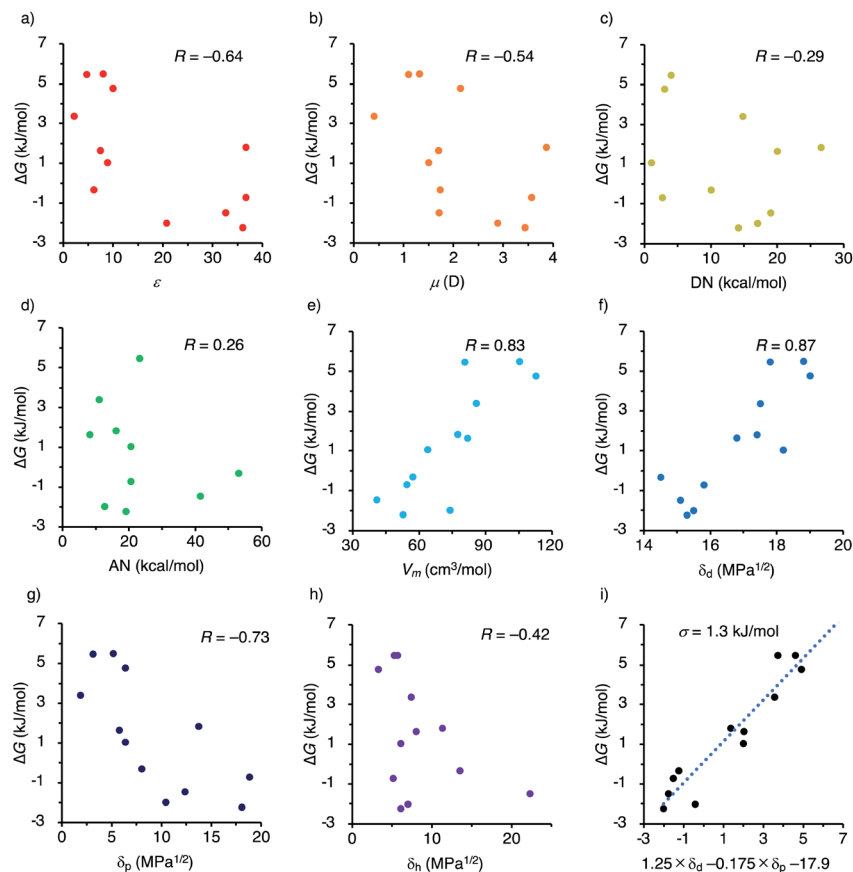 a)
R = –0.64
7
5
3
1
-1
-3
ΔG (kJ/mol)
0 10 20 30 40
ε
b)
R = –0.54
7
5
3
1
-1
-3
ΔG (kJ/mol)
0 1 2 3 4
μ (D)
c)
R = –0.29
7
5
3
1
-1
-3
ΔG (kJ/mol)
0 10 20 30
DN (kcal/mol)
d)
R = 0.26
7
5
3
1
-1
-3
ΔG (kJ/mol)
0 20 40 60
AN (kcal/mol)
e)
R = 0.83
7
5
3
1
-1
-3
ΔG (kJ/mol)
30 60 90 120
Vm (cm³/mol)
f)
R = 0.87
7
5
3
1
-1
-3
ΔG (kJ/mol)
14 16 18 20
δd (MPa1/2)
g)
R = –0.73
7
5
3
1
-1
-3
ΔG (kJ/mol)
0 5 10 15 20
δp (MPa1/2)
h)
R = –0.42
7
5
3
1
-1
-3
ΔG (kJ/mol)
0 10 20
δh (MPa1/2)
i)
σ = 1.3 kJ/mol
7
5
3
1
-1
-3
ΔG (kJ/mol)
-3 -1 1 3 5 7
1.25 × δd –0.175 × δp –17.9